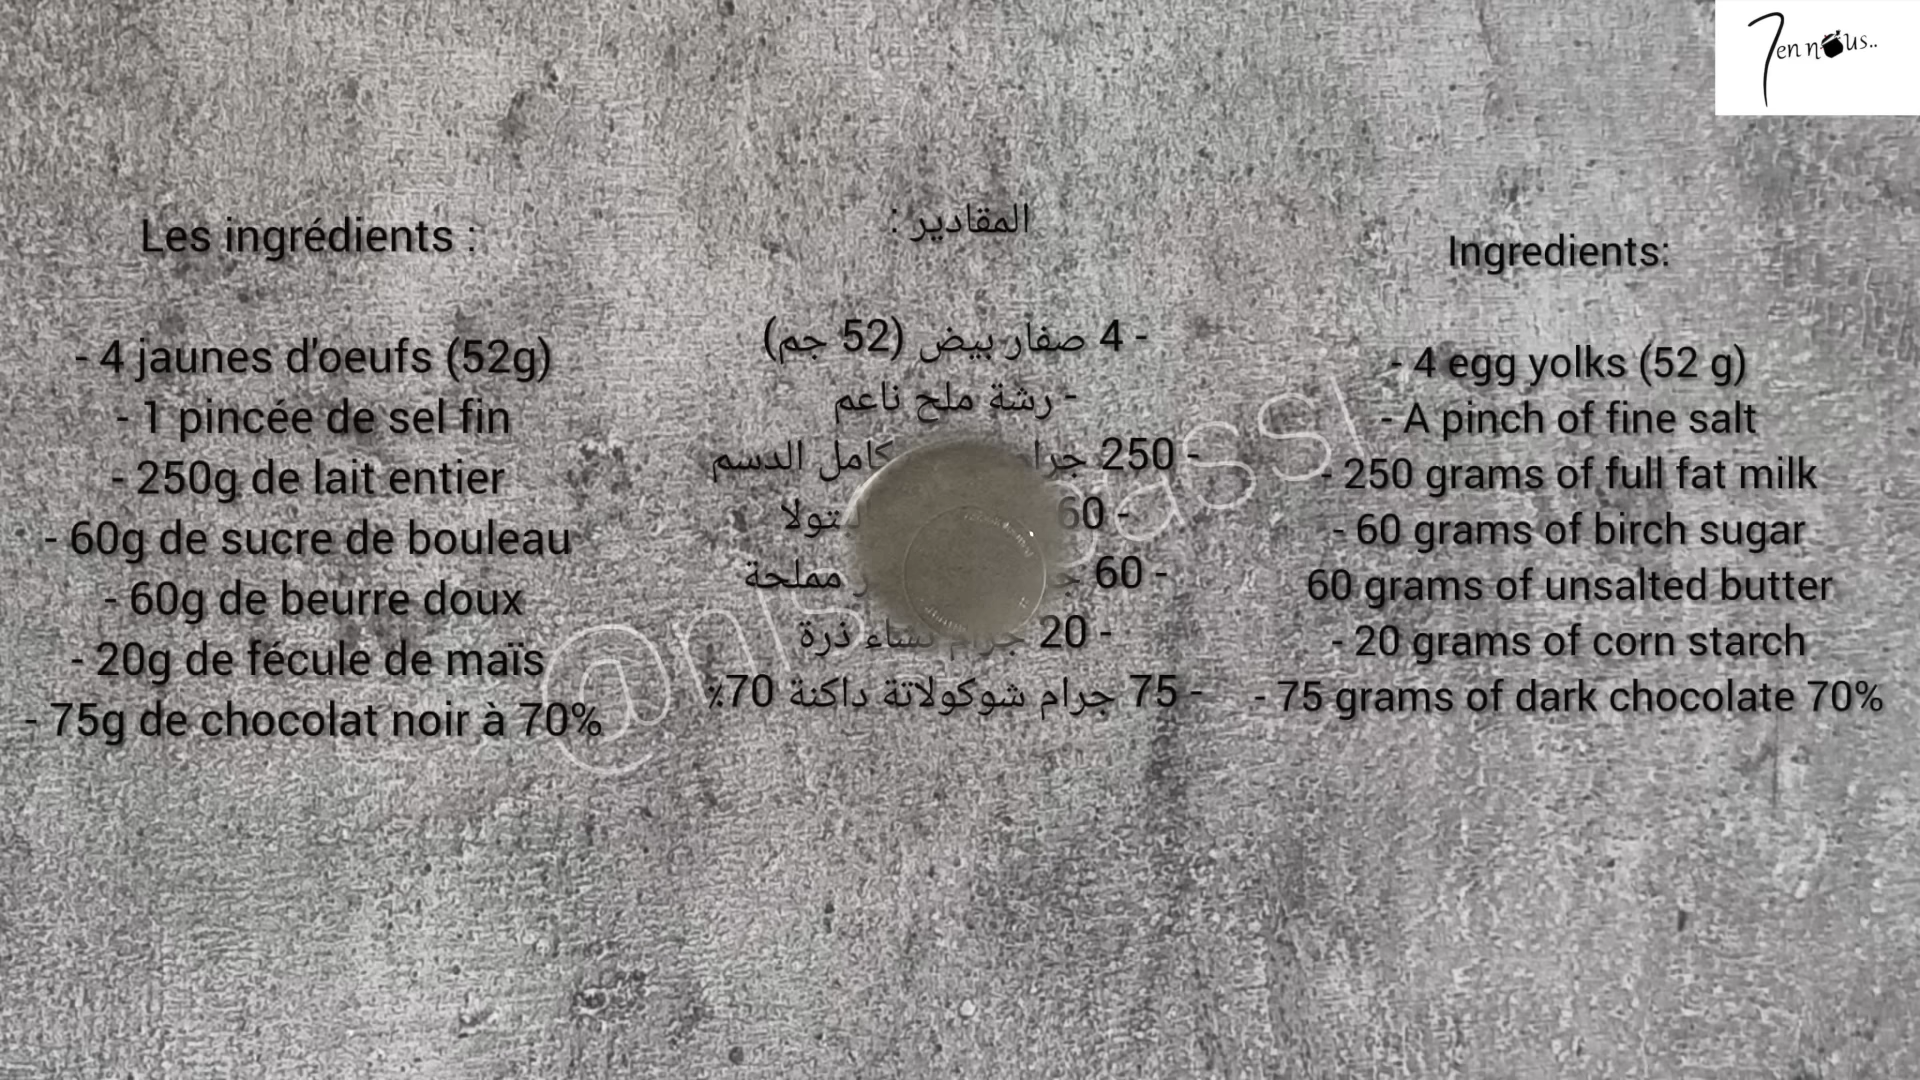 7en nous..
Les ingrédients :
- 4 jaunes d'oeufs (52g)
- 1 pincée de sel fin
- 250g de lait entier
- 60g de sucre de bouleau
- 60g de beurre doux
- 20g de fécule de maïs
- 75g de chocolat noir à 70%
المقادير :
- 4 صفار بيض (52 جم)
- رشة ملح ناعم
- 250 كامل الدسم
- 60
- 60 مملحة
- 20 جرام نشاء ذرة
- 75 جرام شوكولاتة داكنة 70٪
Ingredients:
- 4 egg yolks (52 g)
- A pinch of fine salt
- 250 grams of full fat milk
- 60 grams of birch sugar
60 grams of unsalted butter
- 20 grams of corn starch
- 75 grams of dark chocolate 70%